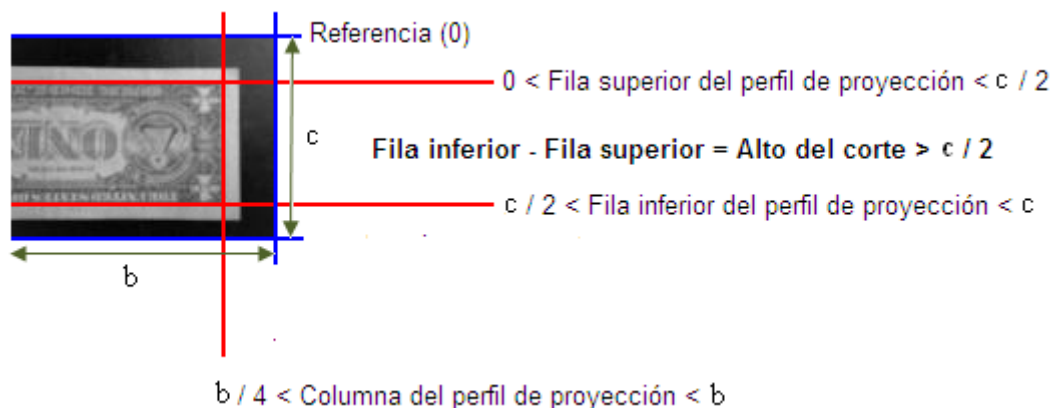 Referencia (0)
0 < Fila superior del perfil de proyección < c / 2
c
Fila inferior - Fila superior = Alto del corte > c / 2
c / 2 < Fila inferior del perfil de proyección < c
b
b / 4 < Columna del perfil de proyección < b